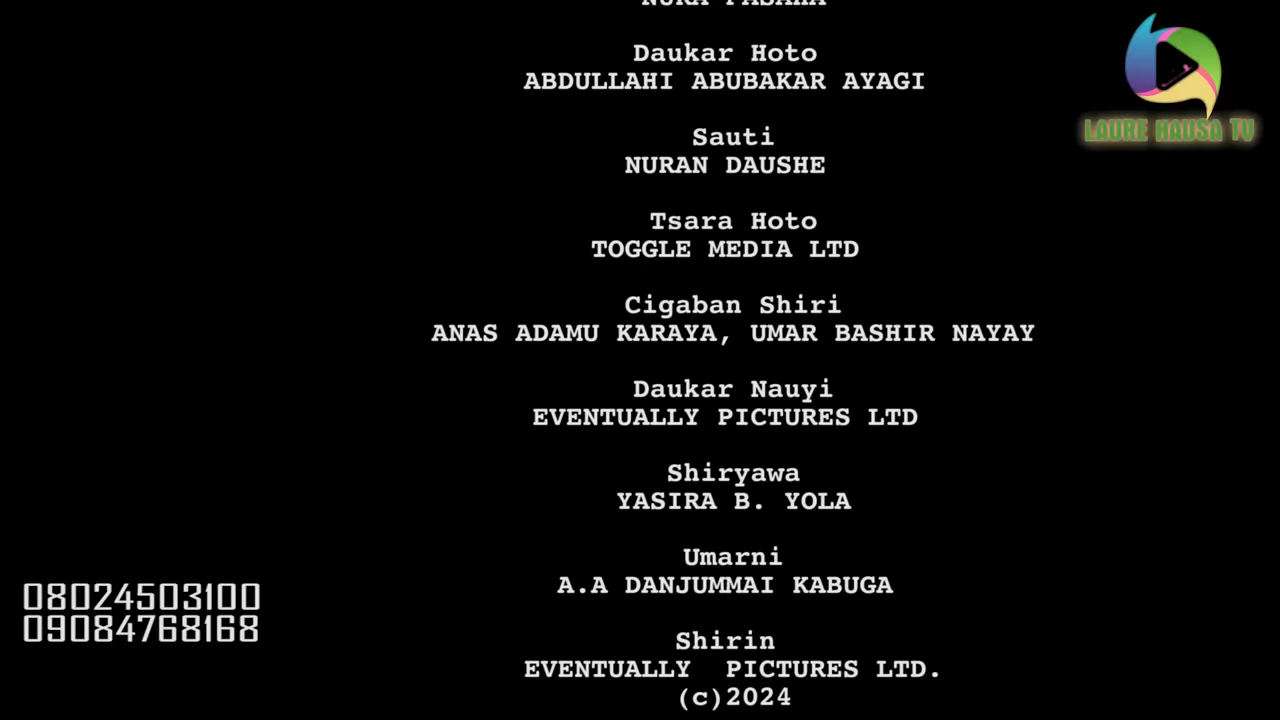 NURA PASAHA
Daukar Hoto
ABDULLAHI ABUBAKAR AYAGI
Sauti
NURAN DAUSHE
Tsara Hoto
TOGGLE MEDIA LTD
Cigaban Shiri
ANAS ADAMU KARAYA, UMAR BASHIR NAYAY
Daukar Nauyi
EVENTUALLY PICTURES LTD
Shiryawa
YASIRA B. YOLA
Umarni
A.A DANJUMMAI KABUGA
Shirin
EVENTUALLY PICTURES LTD.
(c)2024
LAURE HAUSA TV
08024503100
09084768168